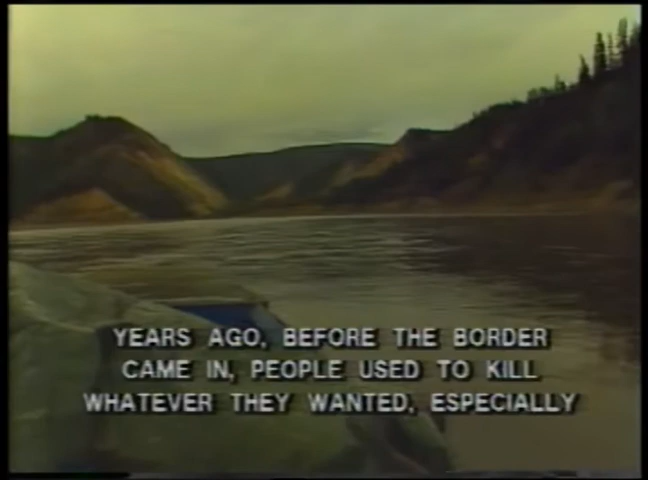 YEARS AGO, BEFORE THE BORDER
CAME IN, PEOPLE USED TO KILL
WHATEVER THEY WANTED, ESPECIALLY